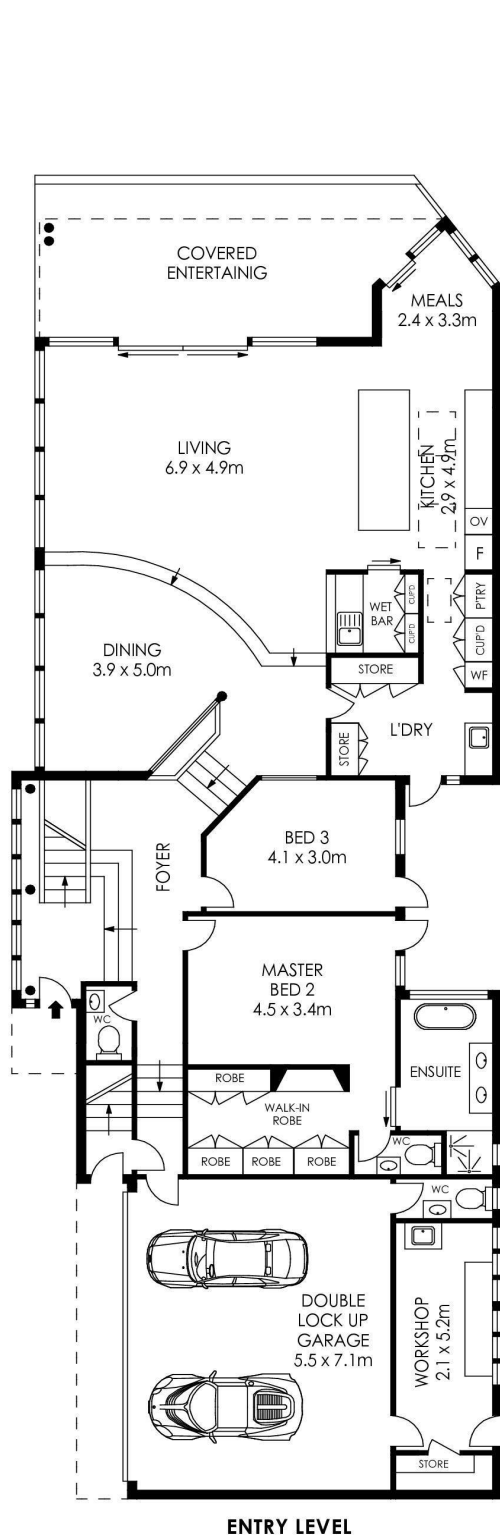 COVERED
ENTERTAINIG
MEALS
2.4 x 3.3m
LIVING
6.9 x 4.9m
KITCHEN
2.9 x 4.9m
OV
F
WET
BAR
CUP'D
CUP'D
P'TRY
CUP'D
WF
DINING
3.9 x 5.0m
STORE
STORE
L'DRY
FOYER
BED 3
4.1 x 3.0m
MASTER
BED 2
4.5 x 3.4m
WC
ENSUITE
ROBE
WALK-IN
ROBE
ROBE
ROBE
ROBE
WC
WC
DOUBLE
LOCK UP
GARAGE
5.5 x 7.1m
WORKSHOP
2.1 x 5.2m
STORE
ENTRY LEVEL